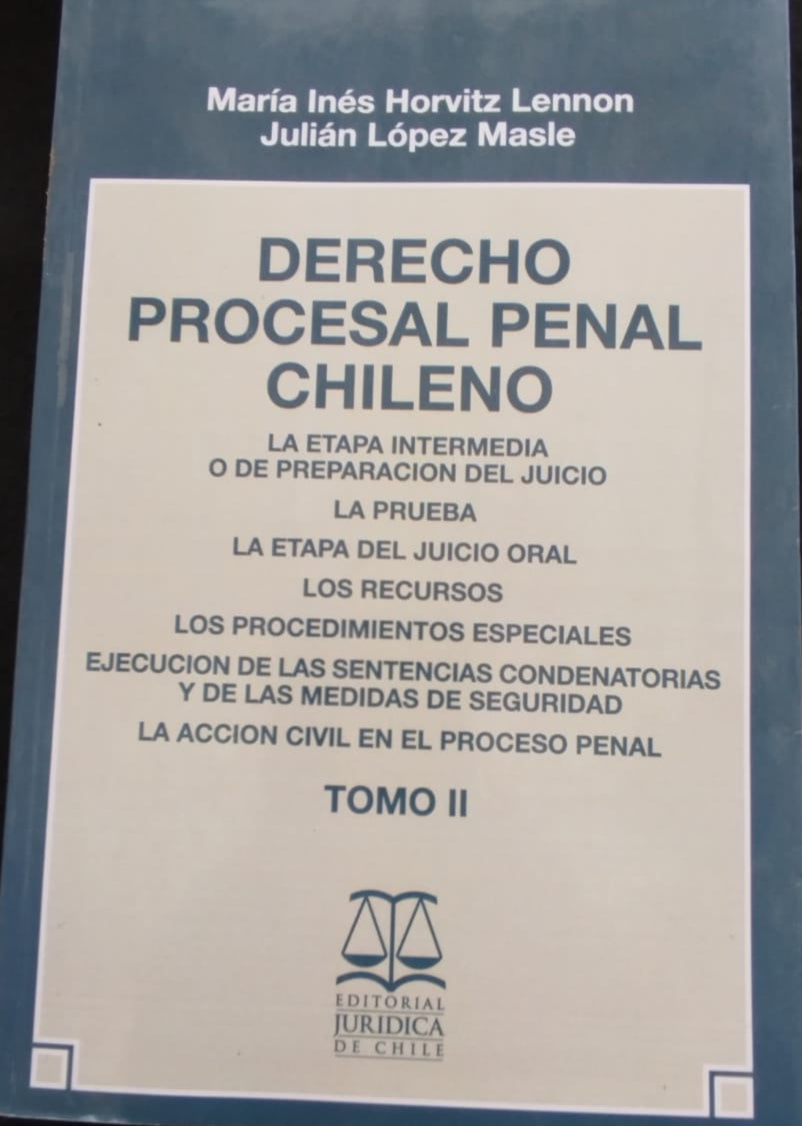 María Inés Horvitz Lennon
Julián López Masle
DERECHO
PROCESAL PENAL
CHILENO
LA ETAPA INTERMEDIA
O DE PREPARACION DEL JUICIO
LA PRUEBA
LA ETAPA DEL JUICIO ORAL
LOS RECURSOS
LOS PROCEDIMIENTOS ESPECIALES
EJECUCION DE LAS SENTENCIAS CONDENATORIAS
Y DE LAS MEDIDAS DE SEGURIDAD
LA ACCION CIVIL EN EL PROCESO PENAL
TOMO II
EDITORIAL
JURIDICA
DE CHILE